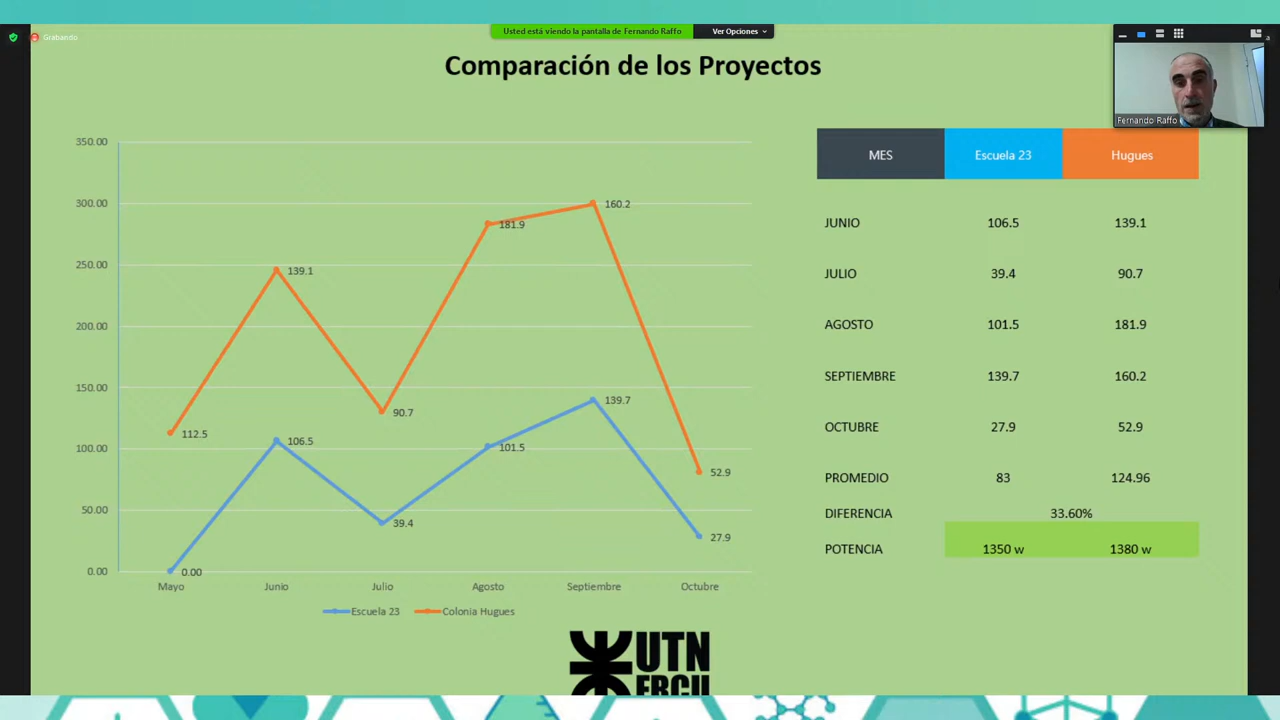 Grabando
Usted está viendo la pantalla de Fernando Raffo
Ver Opciones
Fernando Raffo
Comparación de los Proyectos
350.00
300.00
250.00
200.00
150.00
100.00
50.00
0.00
112.5
139.1
90.7
181.9
160.2
52.9
0.00
106.5
39.4
101.5
139.7
27.9
Mayo Junio Julio Agosto Septiembre Octubre
Escuela 23 Colonia Hugues
MES Escuela 23 Hugues
JUNIO 106.5 139.1
JULIO 39.4 90.7
AGOSTO 101.5 181.9
SEPTIEMBRE 139.7 160.2
OCTUBRE 27.9 52.9
PROMEDIO 83 124.96
DIFERENCIA 33.60%
POTENCIA 1350 w 1380 w
UTN